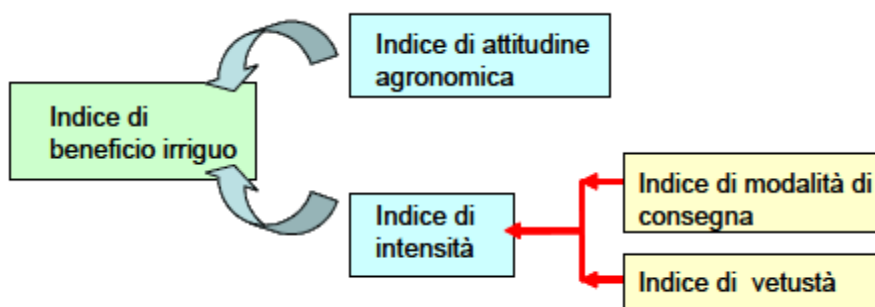 Indice di attitudine
agronomica
Indice di
beneficio irriguo
Indice di modalità di
consegna
Indice di
intensità
Indice di vetustà